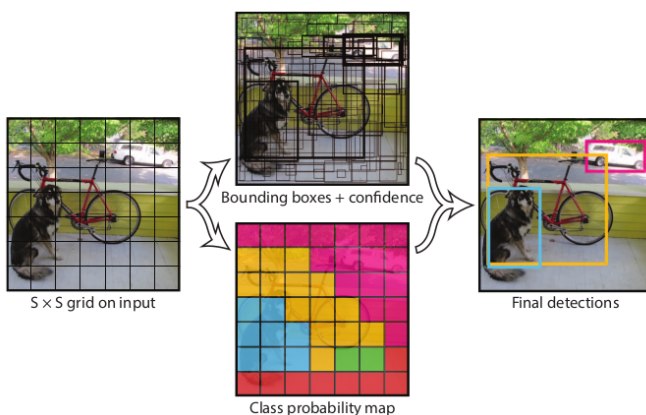 Bounding boxes + confidence
S × S grid on input
Final detections
Class probability map